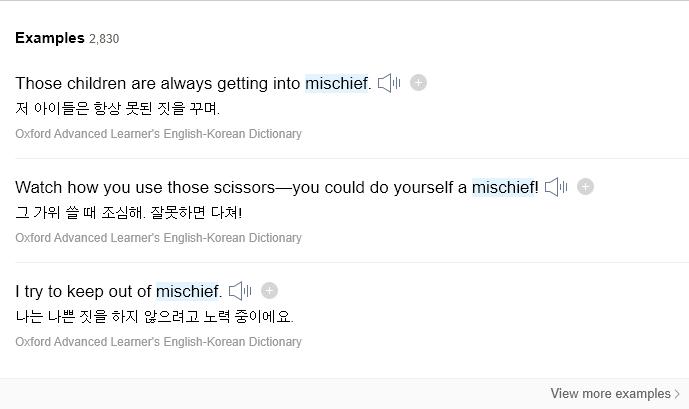 Examples 2,830
Those children are always getting into mischief.
저 아이들은 항상 못된 짓을 꾸며.
Oxford Advanced Learner's English-Korean Dictionary
Watch how you use those scissors—you could do yourself a mischief!
그 가위 쓸 때 조심해. 잘못하면 다쳐!
Oxford Advanced Learner's English-Korean Dictionary
I try to keep out of mischief.
나는 나쁜 짓을 하지 않으려고 노력 중이에요.
Oxford Advanced Learner's English-Korean Dictionary
View more examples